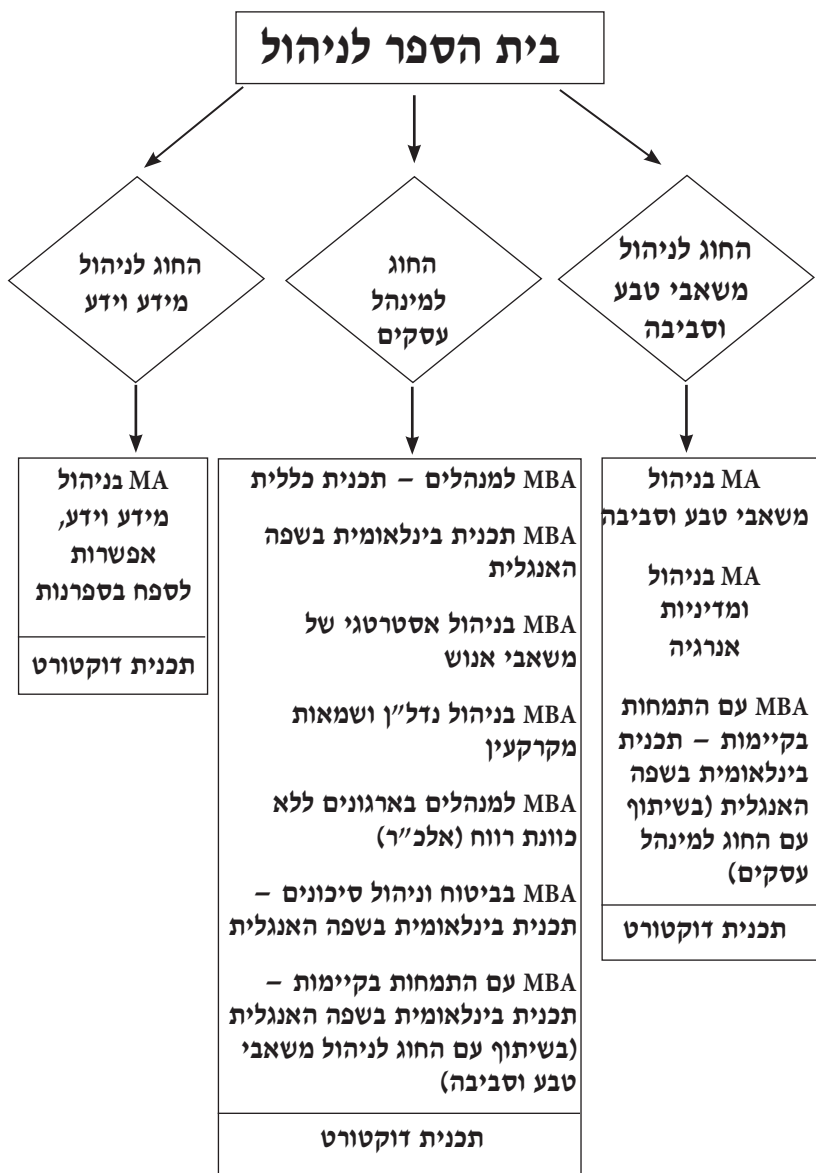 בית הספר לניהול
החוג לניהול
משאבי טבע
וסביבה
החוג
למינהל
עסקים
החוג לניהול
מידע וידע
MA בניהול
משאבי טבע וסביבה
MA בניהול
ומדיניות
אנרגיה
MBA עם התמחות
בקיימות – תכנית
בינלאומית בשפה
האנגלית (בשיתוף
עם החוג למינהל
עסקים)
תכנית דוקטורט
MBA למנהלים – תכנית כללית
MBA תכנית בינלאומית בשפה
האנגלית
MBA בניהול אסטרטגי של
משאבי אנוש
MBA בניהול נדל"ן ושמאות
מקרקעין
MBA למנהלים בארגונים ללא
כוונת רווח (אלכ"ר)
MBA בביטוח וניהול סיכונים –
תכנית בינלאומית בשפה האנגלית
MBA עם התמחות בקיימות –
תכנית בינלאומית בשפה האנגלית
(בשיתוף עם החוג לניהול משאבי
טבע וסביבה)
תכנית דוקטורט
MA בניהול
מידע וידע,
אפשרות
לספח בספרנות
תכנית דוקטורט